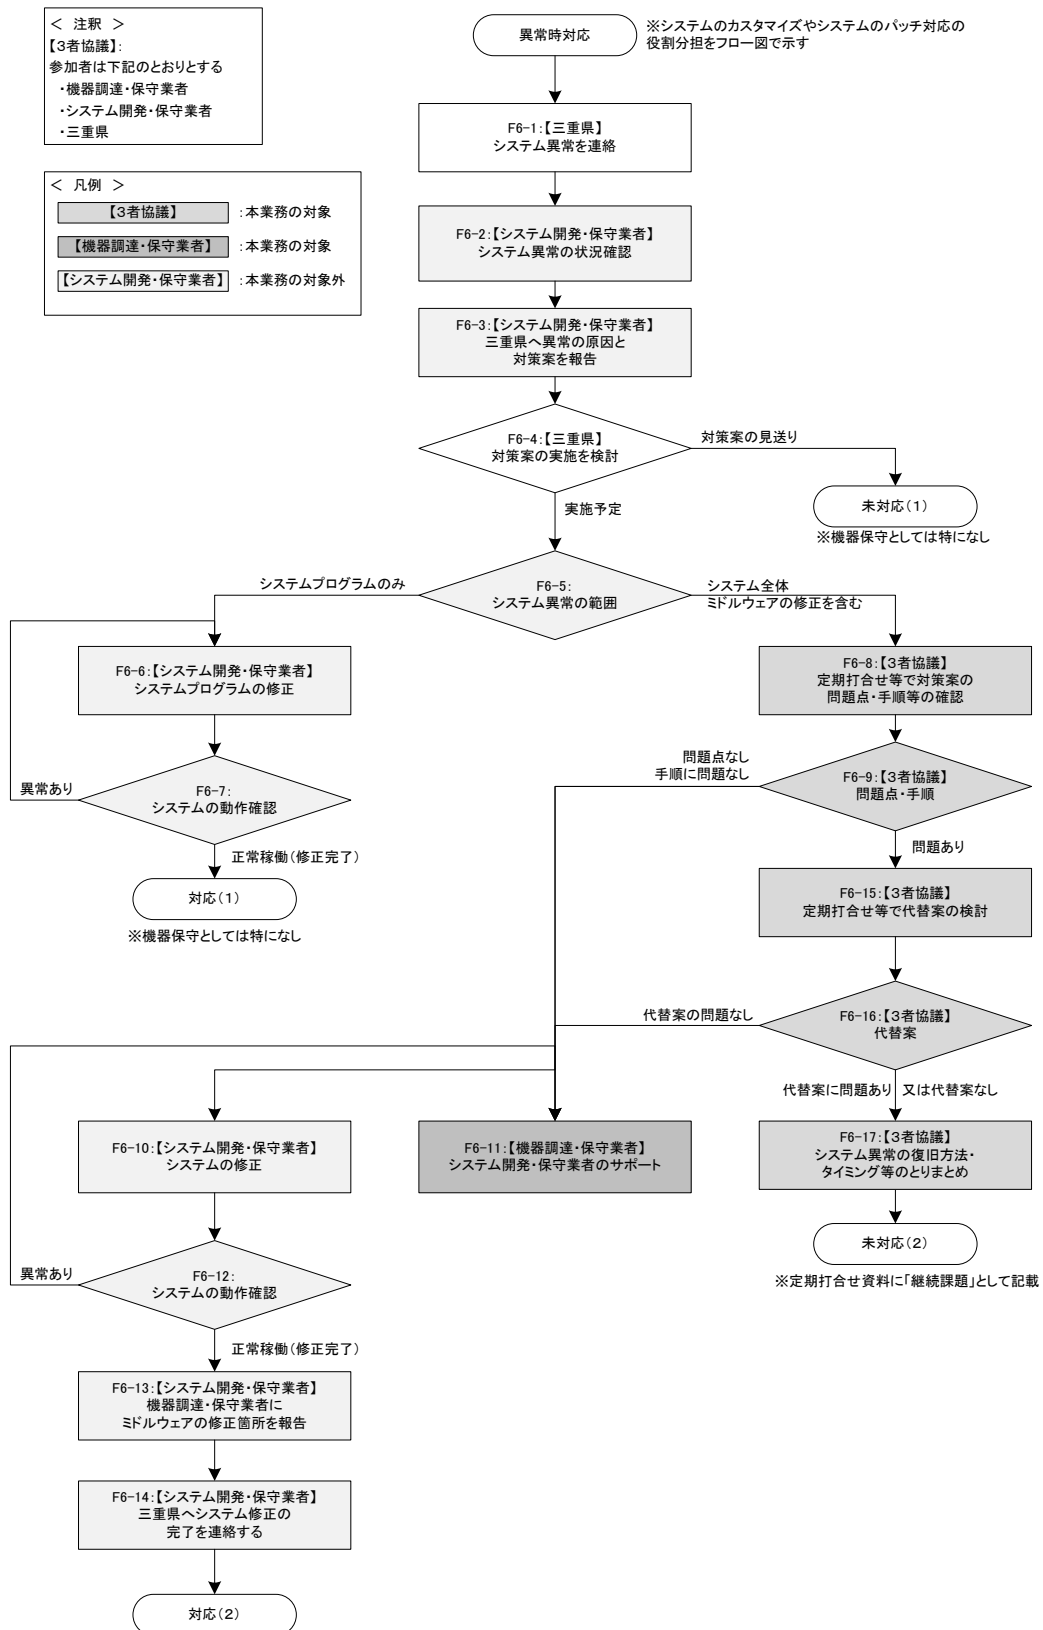 ＜ 注釈 ＞
【3者協議】：
参加者は下記のとおりとする
・機器調達・保守業者
・システム開発・保守業者
・三重県
＜ 凡例 ＞
【3者協議】 ：本業務の対象
【機器調達・保守業者】 ：本業務の対象
【システム開発・保守業者】 ：本業務の対象外
異常時対応
※システムのカスタマイズやシステムのパッチ対応の
役割分担をフロー図で示す
F6-1：【三重県】
システム異常を連絡
F6-2：【システム開発・保守業者】
システム異常の状況確認
F6-3：【システム開発・保守業者】
三重県へ異常の原因と
対策案を報告
F6-4：【三重県】
対策案の実施を検討
対策案の見送り
未対応（1）
※機器保守としては特になし
実施予定
F6-5：
システム異常の範囲
システムプログラムのみ
システム全体
ミドルウェアの修正を含む
F6-6：【システム開発・保守業者】
システムプログラムの修正
F6-7：
システムの動作確認
異常あり
正常稼働（修正完了）
対応（1）
※機器保守としては特になし
F6-8：【3者協議】
定期打合せ等で対策案の
問題点・手順等の確認
F6-9：【3者協議】
問題点・手順
問題点なし
手順に問題なし
問題あり
F6-15：【3者協議】
定期打合せ等で代替案の検討
F6-16：【3者協議】
代替案
代替案の問題なし
代替案に問題あり 又は代替案なし
F6-10：【システム開発・保守業者】
システムの修正
F6-11：【機器調達・保守業者】
システム開発・保守業者のサポート
F6-17：【3者協議】
システム異常の復旧方法・
タイミング等のとりまとめ
未対応（2）
※定期打合せ資料に「継続課題」として記載
F6-12：
システムの動作確認
異常あり
正常稼働（修正完了）
F6-13：【システム開発・保守業者】
機器調達・保守業者に
ミドルウェアの修正箇所を報告
F6-14：【システム開発・保守業者】
三重県へシステム修正の
完了を連絡する
対応（2）